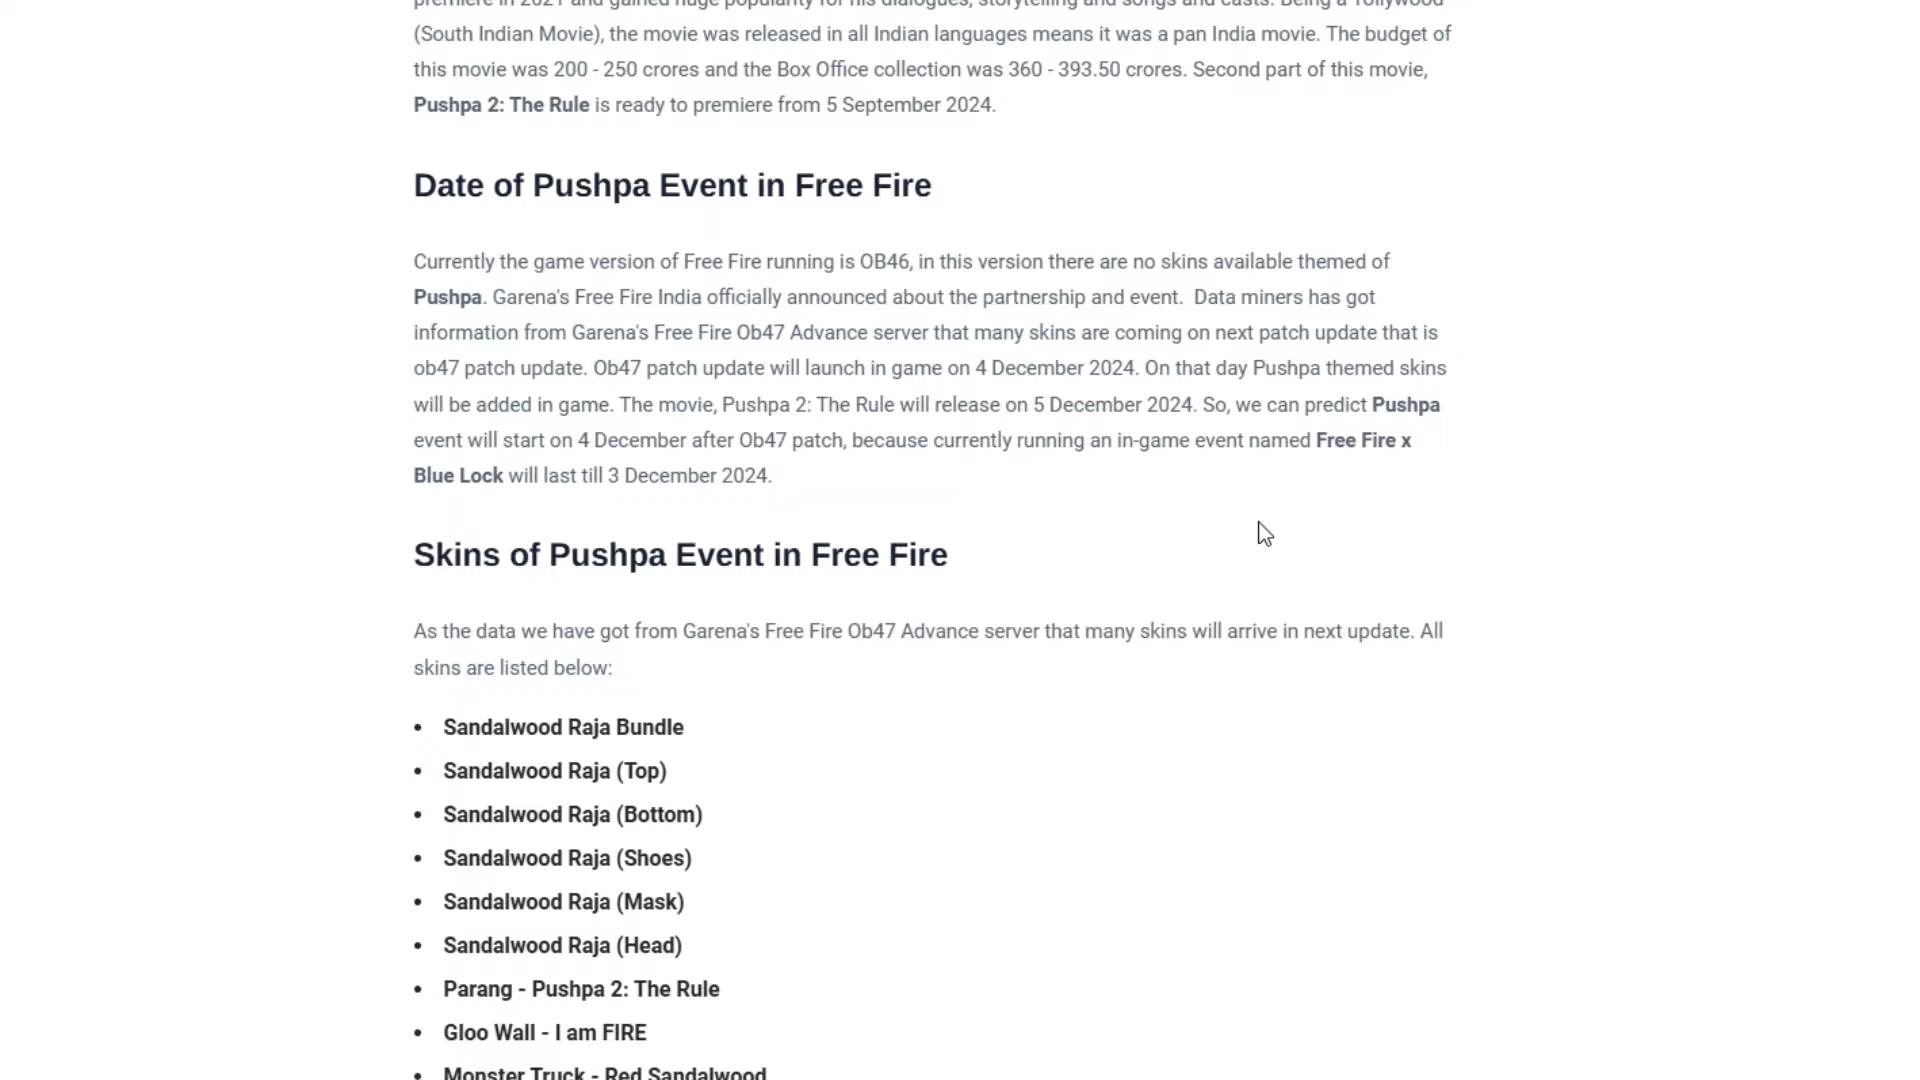 premiere in 2021 and gained huge popularity for his dialogues, storytelling and songs and casts. Being a Tollywood
(South Indian Movie), the movie was released in all Indian languages means it was a pan India movie. The budget of
this movie was 200 - 250 crores and the Box Office collection was 360 - 393.50 crores. Second part of this movie,
Pushpa 2: The Rule is ready to premiere from 5 September 2024.
Date of Pushpa Event in Free Fire
Currently the game version of Free Fire running is OB46, in this version there are no skins available themed of
Pushpa. Garena's Free Fire India officially announced about the partnership and event.  Data miners has got
information from Garena's Free Fire Ob47 Advance server that many skins are coming on next patch update that is
ob47 patch update. Ob47 patch update will launch in game on 4 December 2024. On that day Pushpa themed skins
will be added in game. The movie, Pushpa 2: The Rule will release on 5 December 2024. So, we can predict Pushpa
event will start on 4 December after Ob47 patch, because currently running an in-game event named Free Fire x
Blue Lock will last till 3 December 2024.
Skins of Pushpa Event in Free Fire
As the data we have got from Garena's Free Fire Ob47 Advance server that many skins will arrive in next update. All
skins are listed below:
• Sandalwood Raja Bundle
• Sandalwood Raja (Top)
• Sandalwood Raja (Bottom)
• Sandalwood Raja (Shoes)
• Sandalwood Raja (Mask)
• Sandalwood Raja (Head)
• Parang - Pushpa 2: The Rule
• Gloo Wall - I am FIRE
• Monster Truck - Red Sandalwood